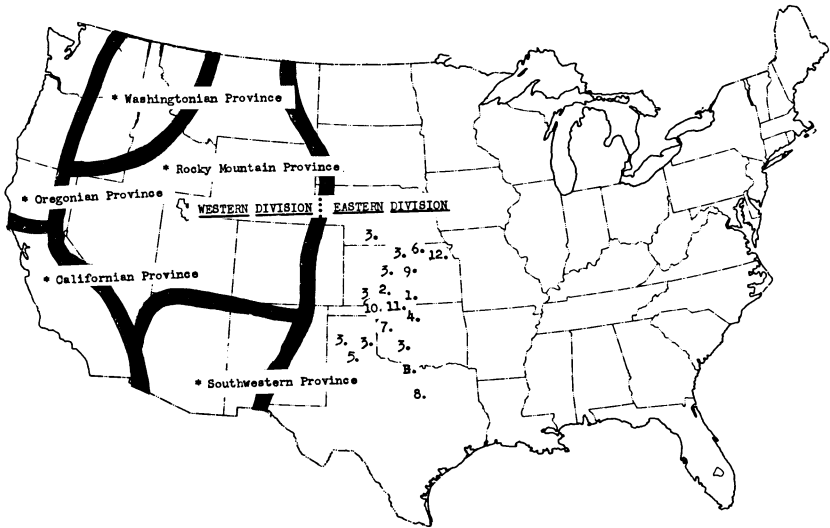 * Washingtonian Province
* Rocky Mountain Province
* Oregonian Province
WESTERN DIVISION : EASTERN DIVISION
3.
3. 6. 12.
* Californian Province
3. 9.
3 2. 1.
10. 11. 4.
7.
3. 3. 3.
5.
* Southwestern Province
B.
8.